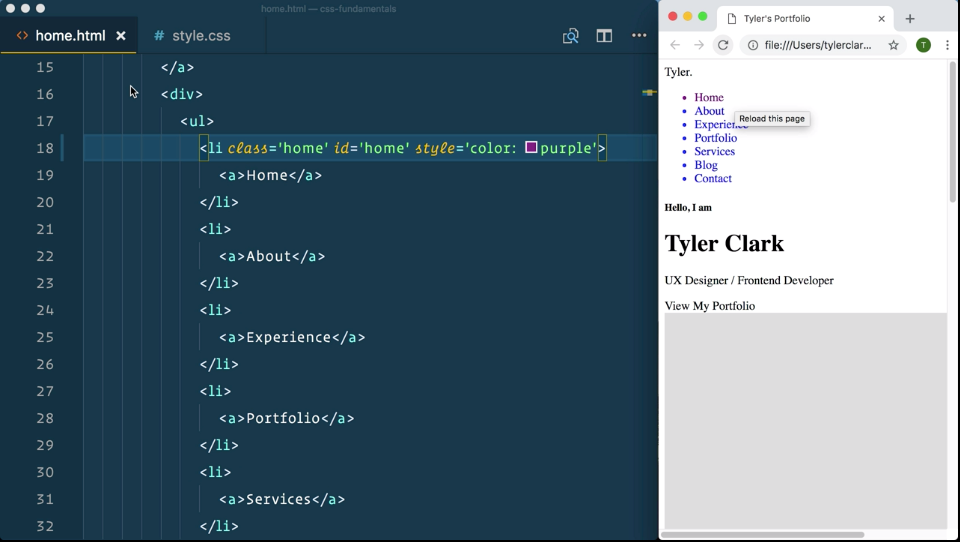 home.html — css-fundamentals
home.html
# style.css
15 </a>
16 <div>
17 <ul>
18 <li class='home' id='home' style='color: purple'>
19 <a>Home</a>
20 </li>
21 <li>
22 <a>About</a>
23 </li>
24 <li>
25 <a>Experience</a>
26 </li>
27 <li>
28 <a>Portfolio</a>
29 </li>
30 <li>
31 <a>Services</a>
32 </li>
Tyler's Portfolio
file:///Users/tylerclar...
T
Tyler.
Home
About
Experience
Reload this page
Portfolio
Services
Blog
Contact
Hello, I am
Tyler Clark
UX Designer / Frontend Developer
View My Portfolio